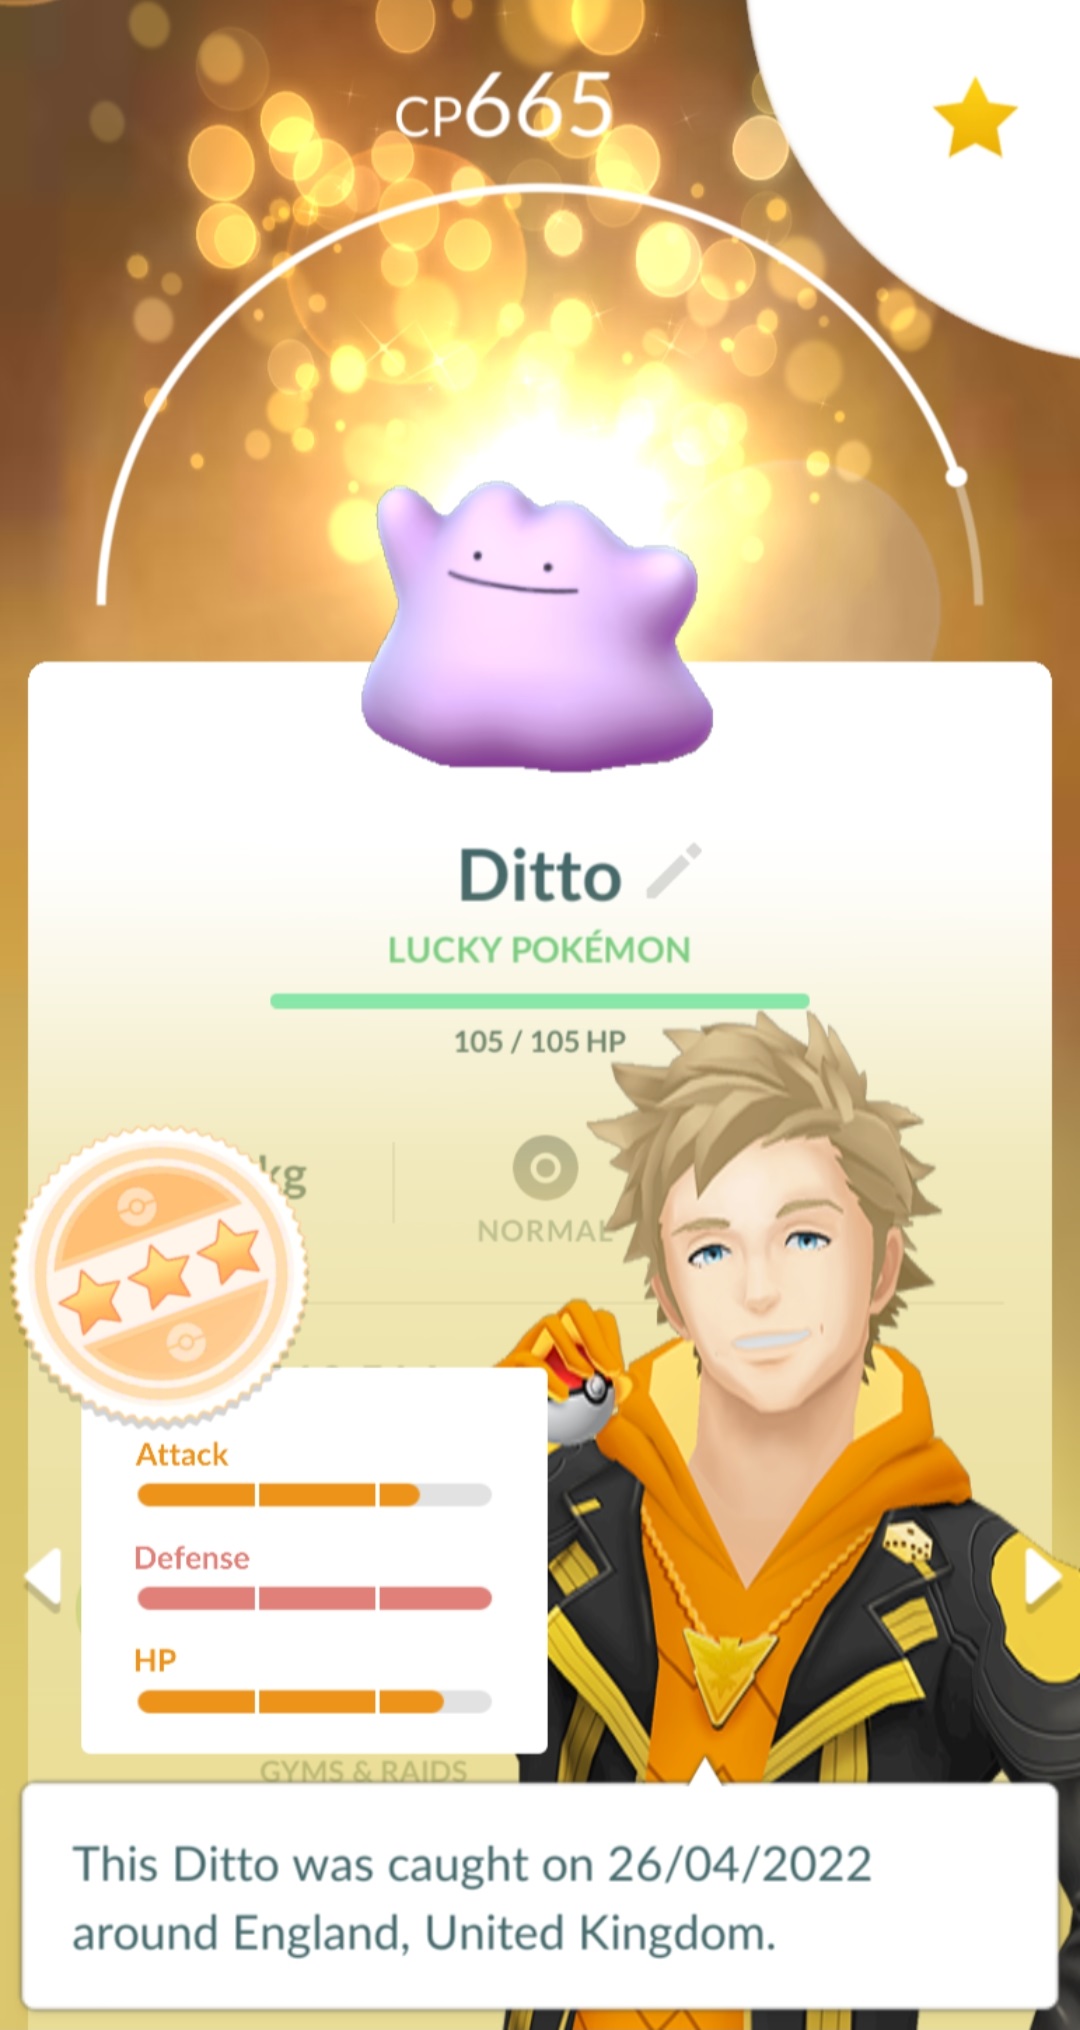 CP665
Ditto
LUCKY POKÉMON
105 / 105 HP
kg
NORMAL
Attack
Defense
HP
GYMS & RAIDS
This Ditto was caught on 26/04/2022
around England, United Kingdom.